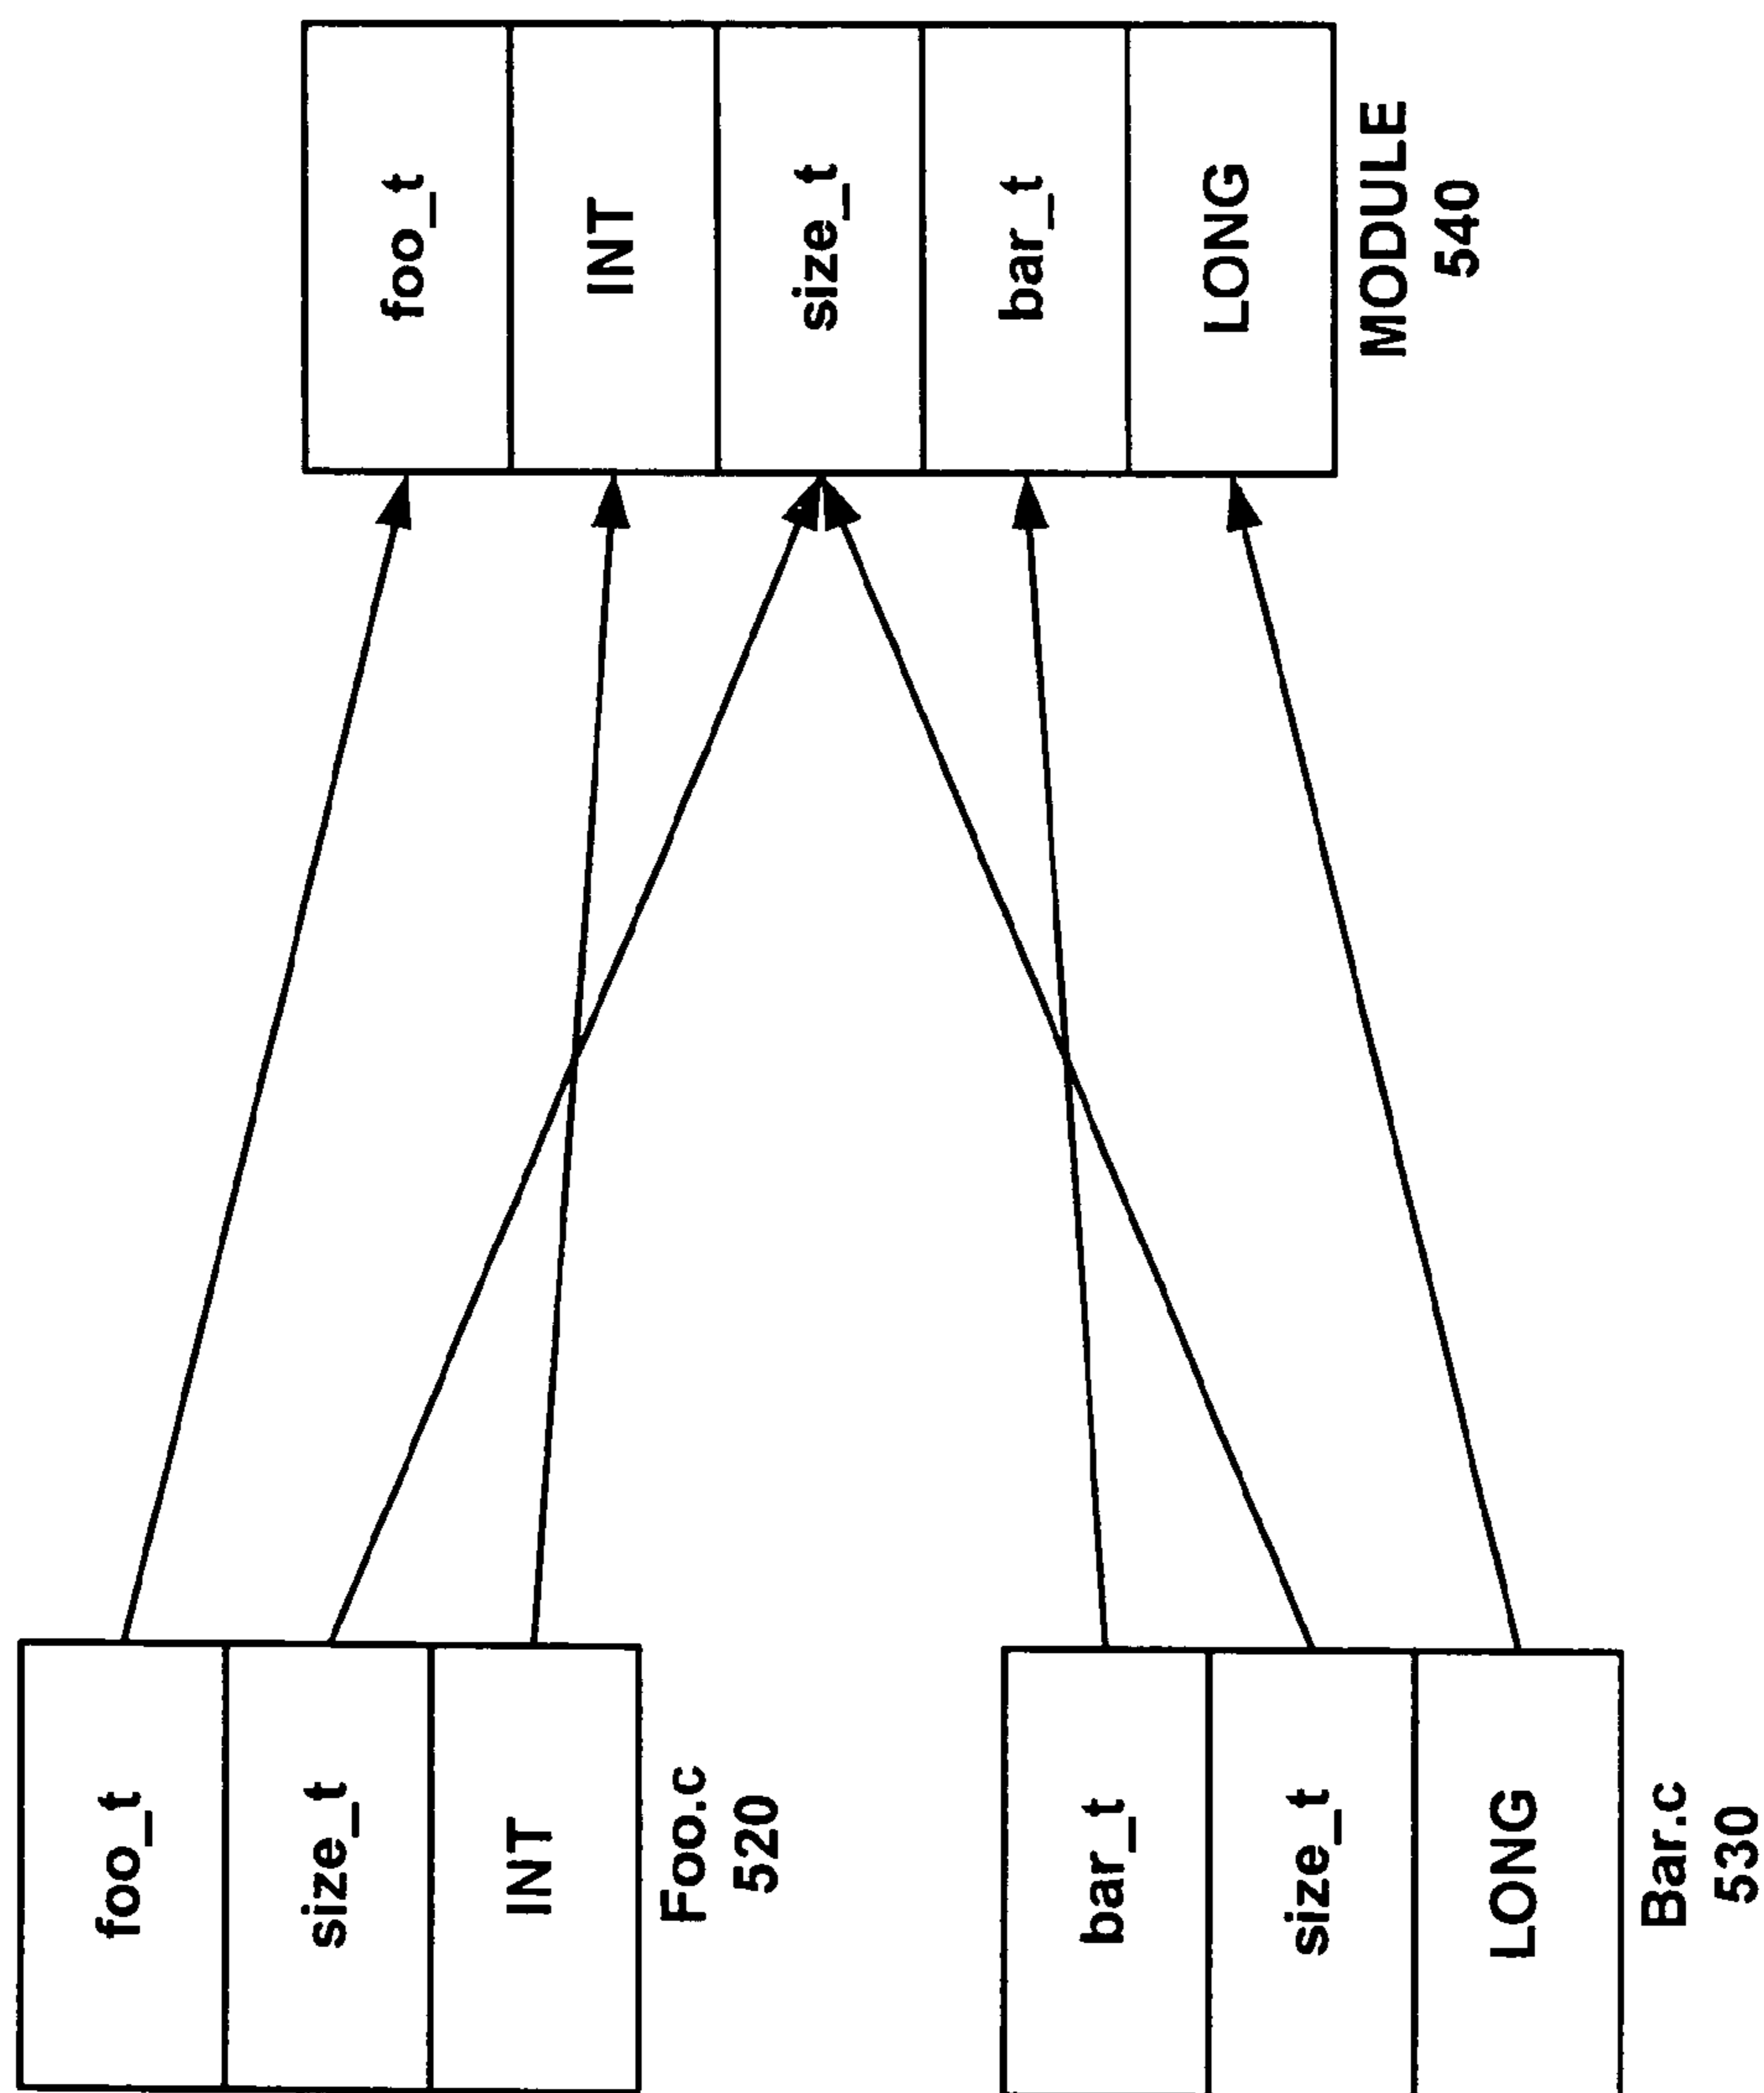 foo_t
size_t
INT
Foo.c
520
bar_t
size_t
LONG
Bar.c
530
foo_t
INT
size_t
bar_t
LONG
MODULE
540